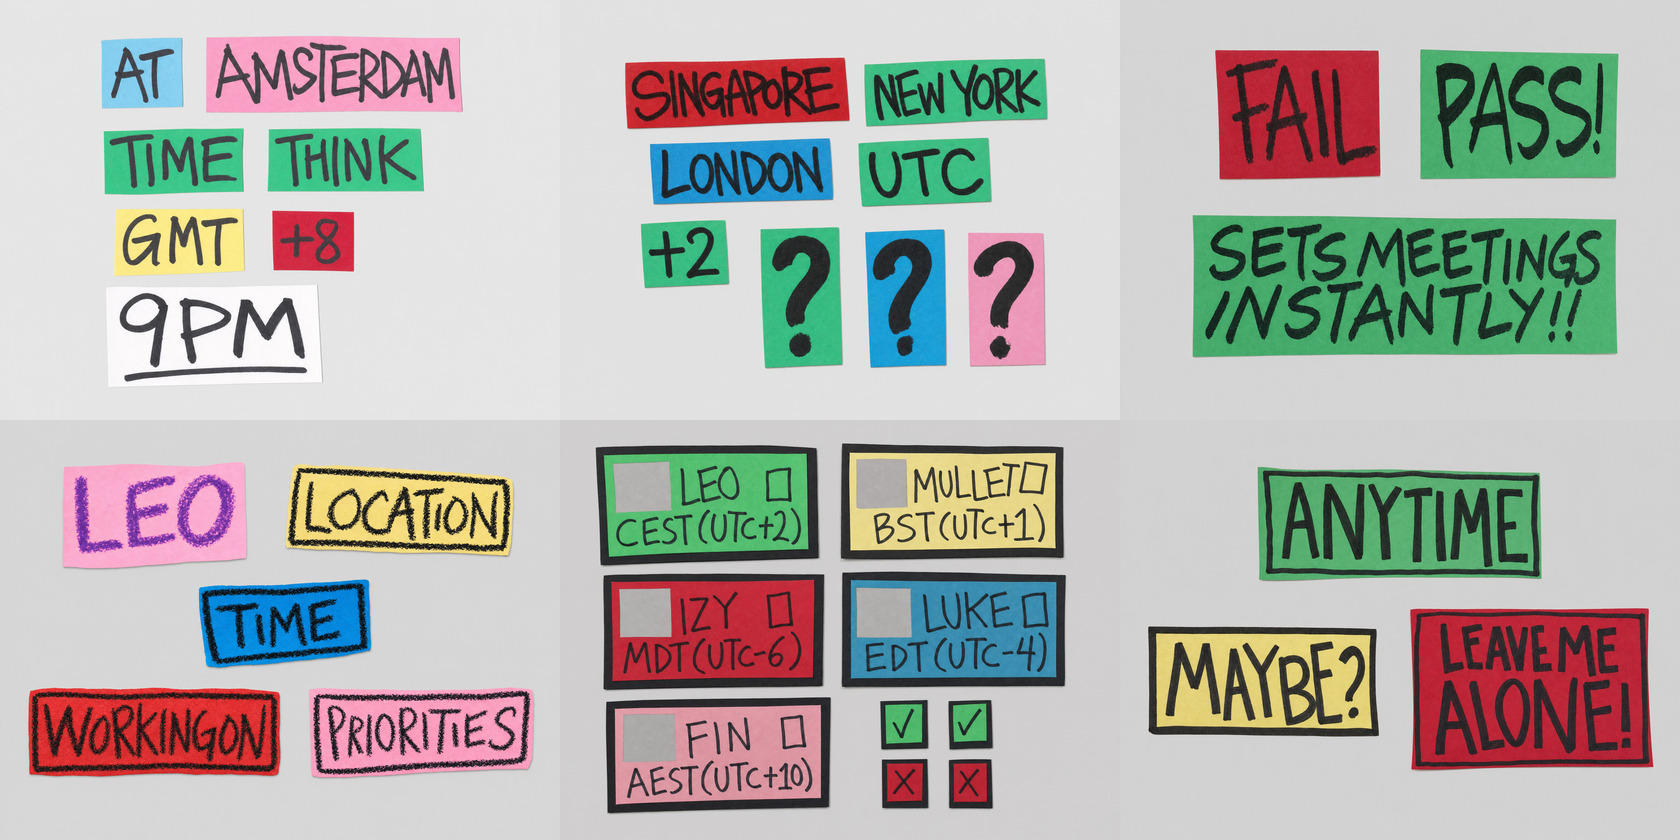 AT AMSTERDAM
TIME THINK
GMT +8
9PM
SINGAPORE NEW YORK
LONDON UTC
+2 ? ? ?
FAIL PASS!
SETS MEETINGS
INSTANTLY!!
LEO LOCATION
TIME
WORKINGON PRIORITIES
LEO
CEST(UTC+2)
MULLET
BST(UTC+1)
IZY
MDT(UTC-6)
LUKE
EDT(UTC-4)
FIN
AEST(UTC+10)
ANYTIME
MAYBE?
LEAVE ME
ALONE!